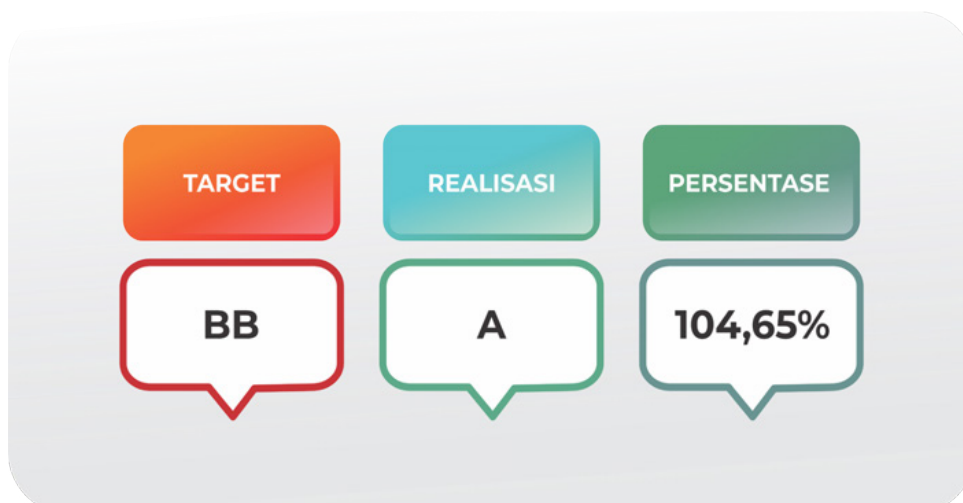 TARGET
REALISASI
PERSENTASE
BB
A
104,65%